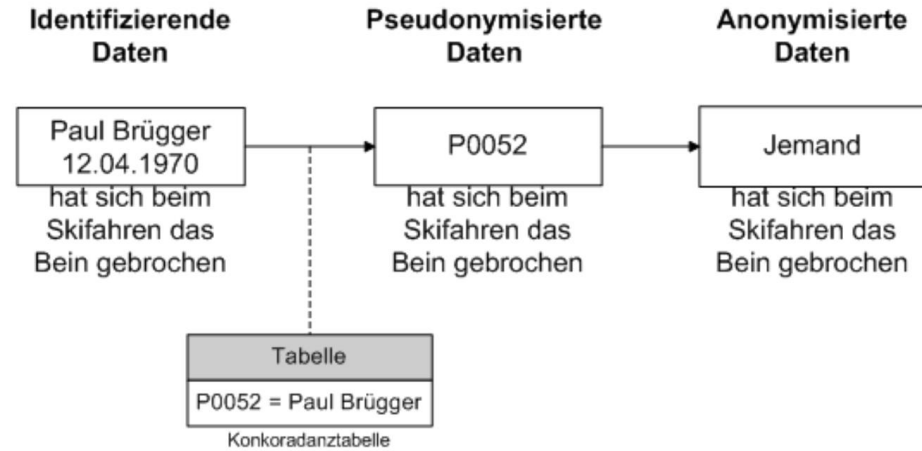 Identifizierende
Daten
Pseudonymisierte
Daten
Anonymisierte
Daten
Paul Brügger
12.04.1970
hat sich beim
Skifahren das
Bein gebrochen
P0052
hat sich beim
Skifahren das
Bein gebrochen
Jemand
hat sich beim
Skifahren das
Bein gebrochen
Tabelle
P0052 = Paul Brügger
Konkoradanztabelle